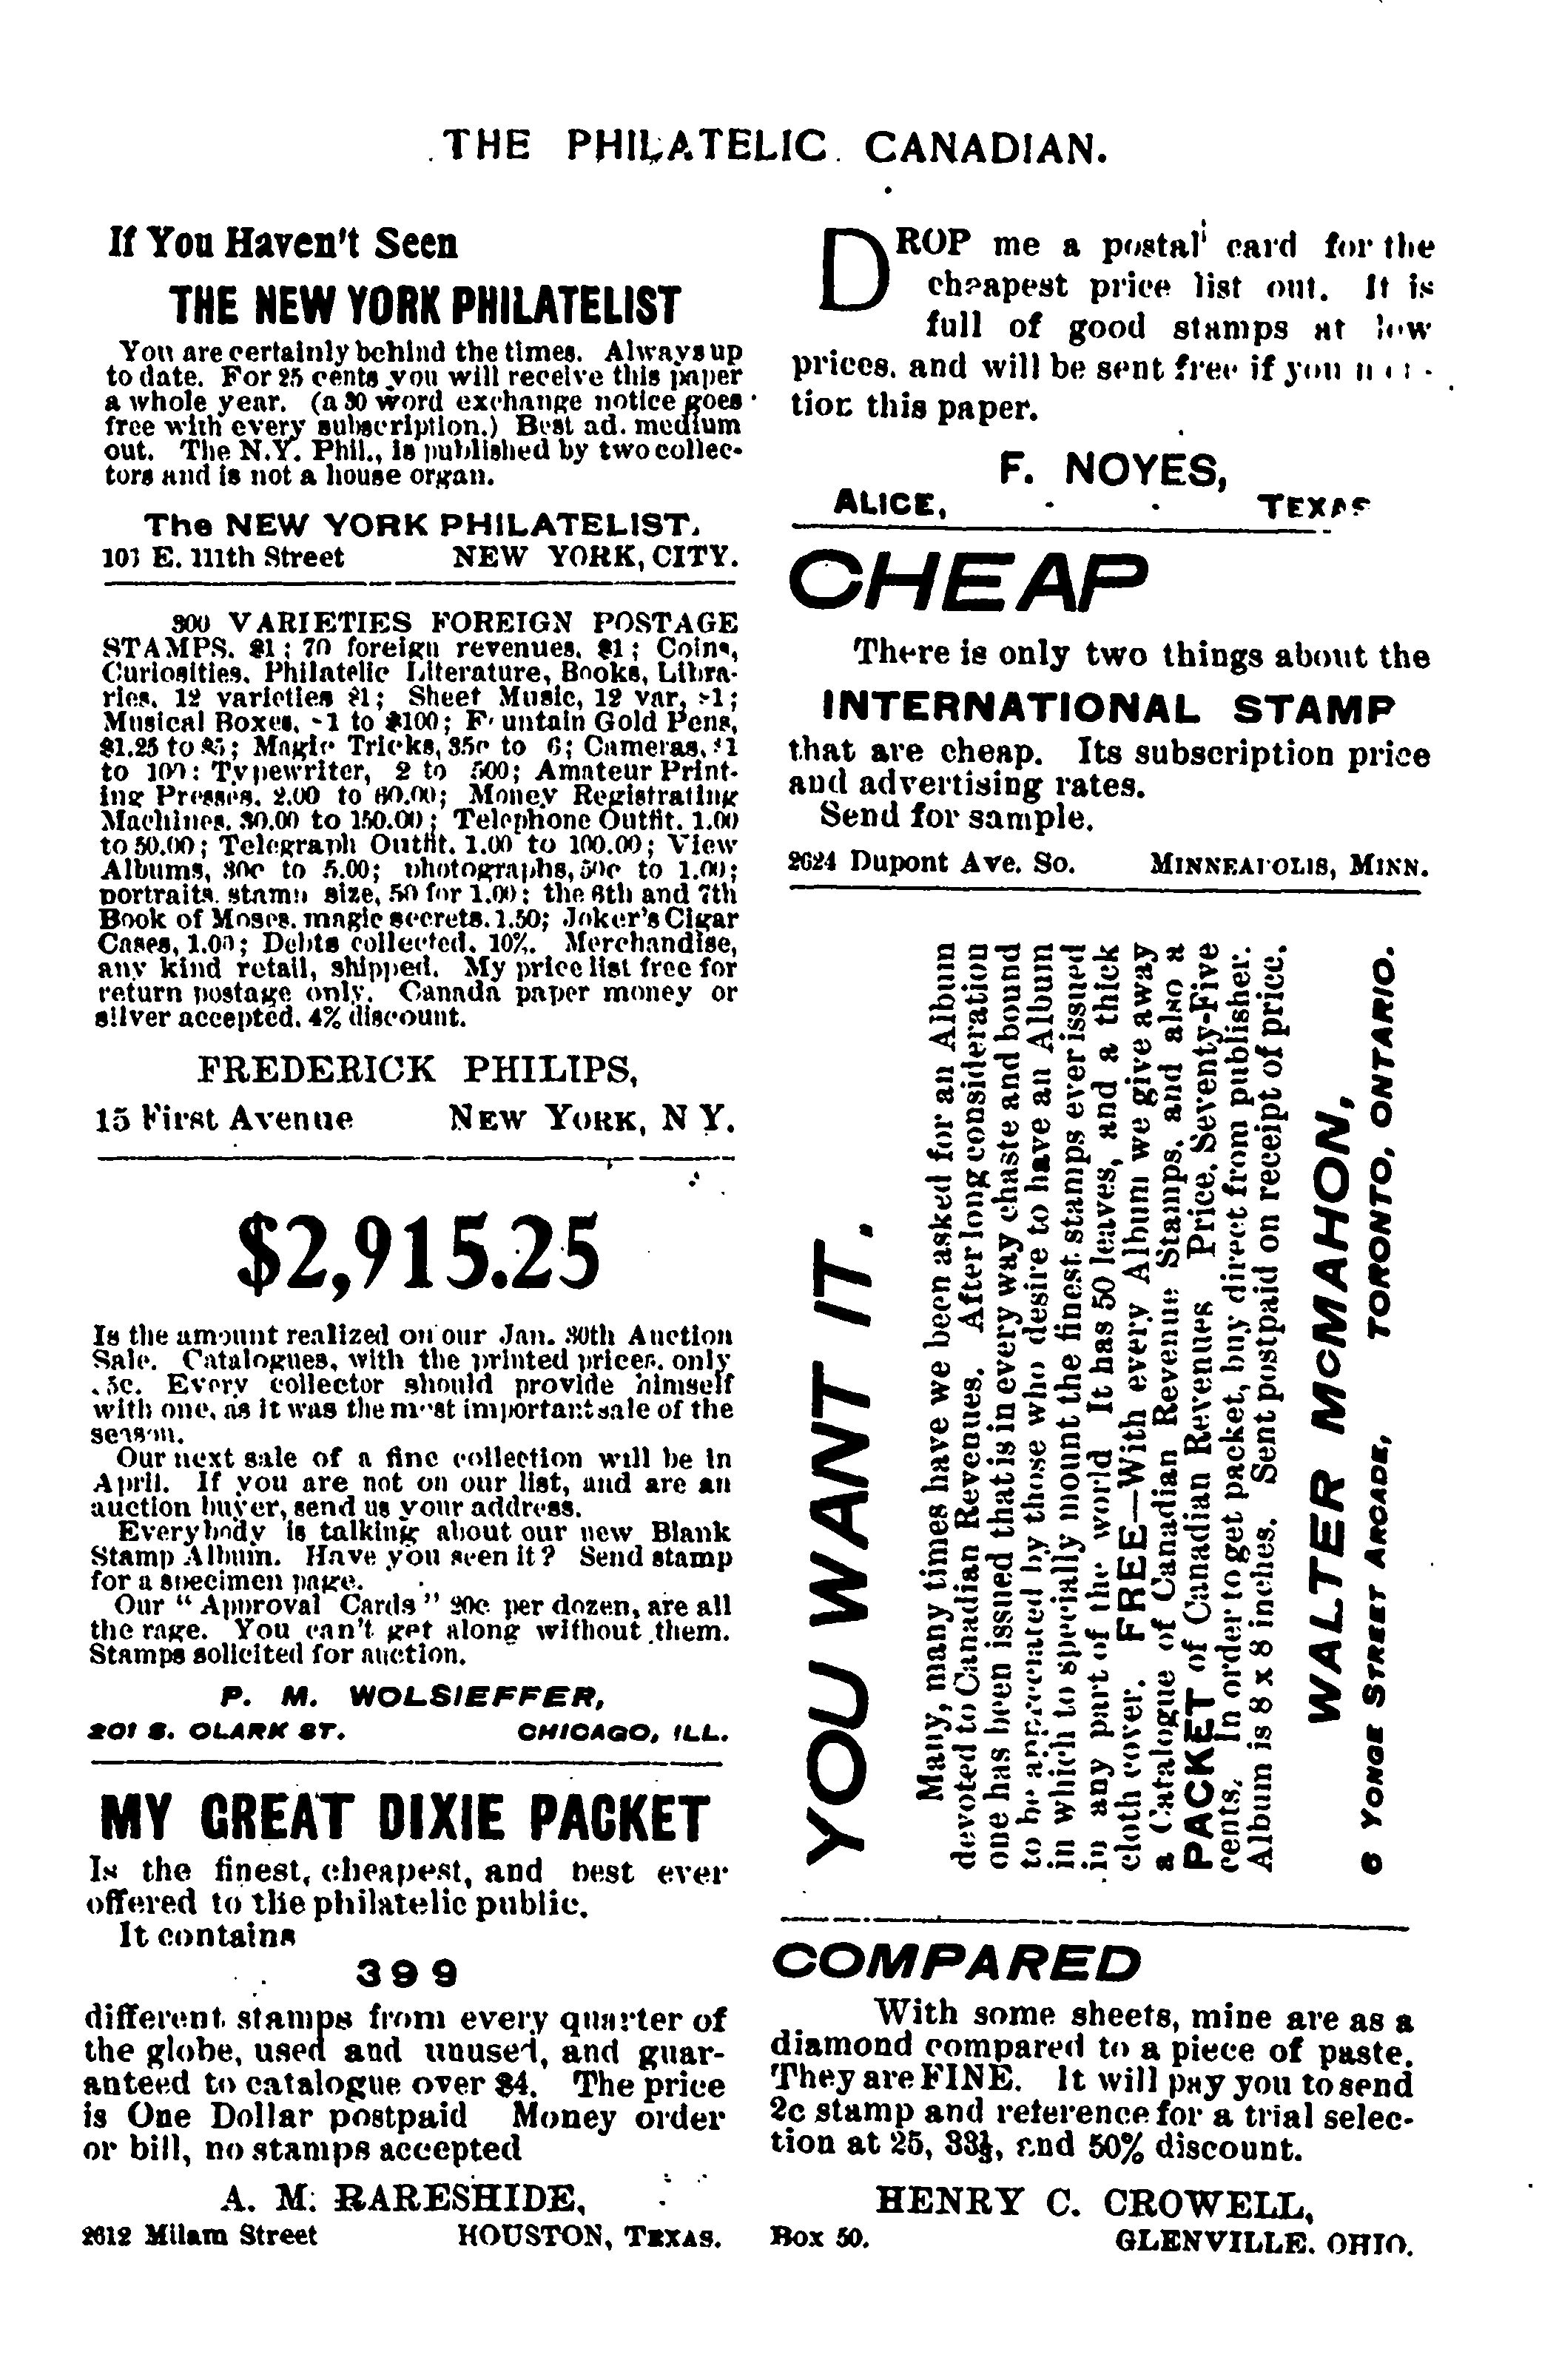 THE PHILATELIC CANADIAN.
If You Haven't Seen
THE NEW YORK PHILATELIST
You are certainly behind the times. Always up
to date. For 25 cents you will receive this paper
a whole year. (a 30 word exchange notice goes
free with every subscription.) Best ad. medium
out. The N.Y. Phil., is published by two collec-
tors and is not a house organ.
The NEW YORK PHILATELIST.
101 E. 111th Street NEW YORK, CITY.
300 VARIETIES FOREIGN POSTAGE
STAMPS. $1; 70 foreign revenues. $1; Coins,
Curiosities. Philatelic Literature, Books, Libra-
ries. 12 varieties $1; Sheet Music, 12 var, $1;
Musical Boxes, $1 to $100; Fountain Gold Pens,
$1.25 to $5; Magic Tricks, 35c to 6; Cameras, $1
to 100: Typewriter, 2 to 500; Amateur Print-
ing Presses. 2.00 to 60.00; Money Registrating
Machines. 30.00 to 150.00; Telephone Outfit. 1.00
to 50.00; Telegraph Outfit. 1.00 to 100.00; View
Albums, 30c to 5.00; photographs, 50c to 1.00;
portraits. stamp size, 50 for 1.00: the 6th and 7th
Book of Moses. magic secrets. 1.50; Joker's Cigar
Cases, 1.00; Debts collected. 10%. Merchandise,
any kind retail, shipped. My price list free for
return postage only. Canada paper money or
silver accepted. 4% discount.
FREDERICK PHILIPS,
15 First Avenue NEW YORK, N Y.
$2,915.25
Is the amount realized on our Jan. 30th Auction
Sale. Catalogues, with the printed prices. only
5c. Every collector should provide himself
with one, as it was the most important sale of the
season.
Our next sale of a fine collection will be in
April. If you are not on our list, and are an
auction buyer, send us your address.
Everybody is talking about our new Blank
Stamp Album. Have you seen it? Send stamp
for a specimen page.
Our "Approval Cards" 20c per dozen, are all
the rage. You can't get along without them.
Stamps solicited for auction.
P. M. WOLSIEFFER,
201 S. CLARK ST. CHICAGO, ILL.
MY GREAT DIXIE PACKET
Is the finest, cheapest, and best ever
offered to the philatelic public.
It contains
399
different stamps from every quarter of
the globe, used and unused, and guar-
anteed to catalogue over $4. The price
is One Dollar postpaid Money order
or bill, no stamps accepted
A. M. RARESHIDE,
2612 Milam Street HOUSTON, TEXAS.
DROP me a postal card for the
cheapest price list out. It is
full of good stamps at low
prices. and will be sent free if you men-
tion this paper.
F. NOYES,
ALICE, - - TEXAS
CHEAP
There is only two things about the
INTERNATIONAL STAMP
that are cheap. Its subscription price
and advertising rates.
Send for sample.
2624 Dupont Ave. So. MINNEAPOLIS, MINN.
YOU WANT IT.
Many, many times have we been asked for an Album
devoted to Canadian Revenues. After long consideration
one has been issued that is in every way chaste and bound
to be appreciated by those who desire to have an Album
in which to specially mount the finest stamps ever issued
in any part of the world It has 50 leaves, and a thick
cloth cover. FREE—With every Album we give away
a Catalogue of Canadian Revenue Stamps, and also a
PACKET of Canadian Revenues Price, Seventy-Five
cents. In order to get packet, buy direct from publisher.
Album is 8 x 8 inches. Sent postpaid on receipt of price.
WALTER McMAHON,
6 YONGE STREET ARCADE, TORONTO, ONTARIO.
COMPARED
With some sheets, mine are as a
diamond compared to a piece of paste.
They are FINE. It will pay you to send
2c stamp and reference for a trial selec-
tion at 25, 33⅓, and 50% discount.
HENRY C. CROWELL,
Box 50. GLENVILLE. OHIO.